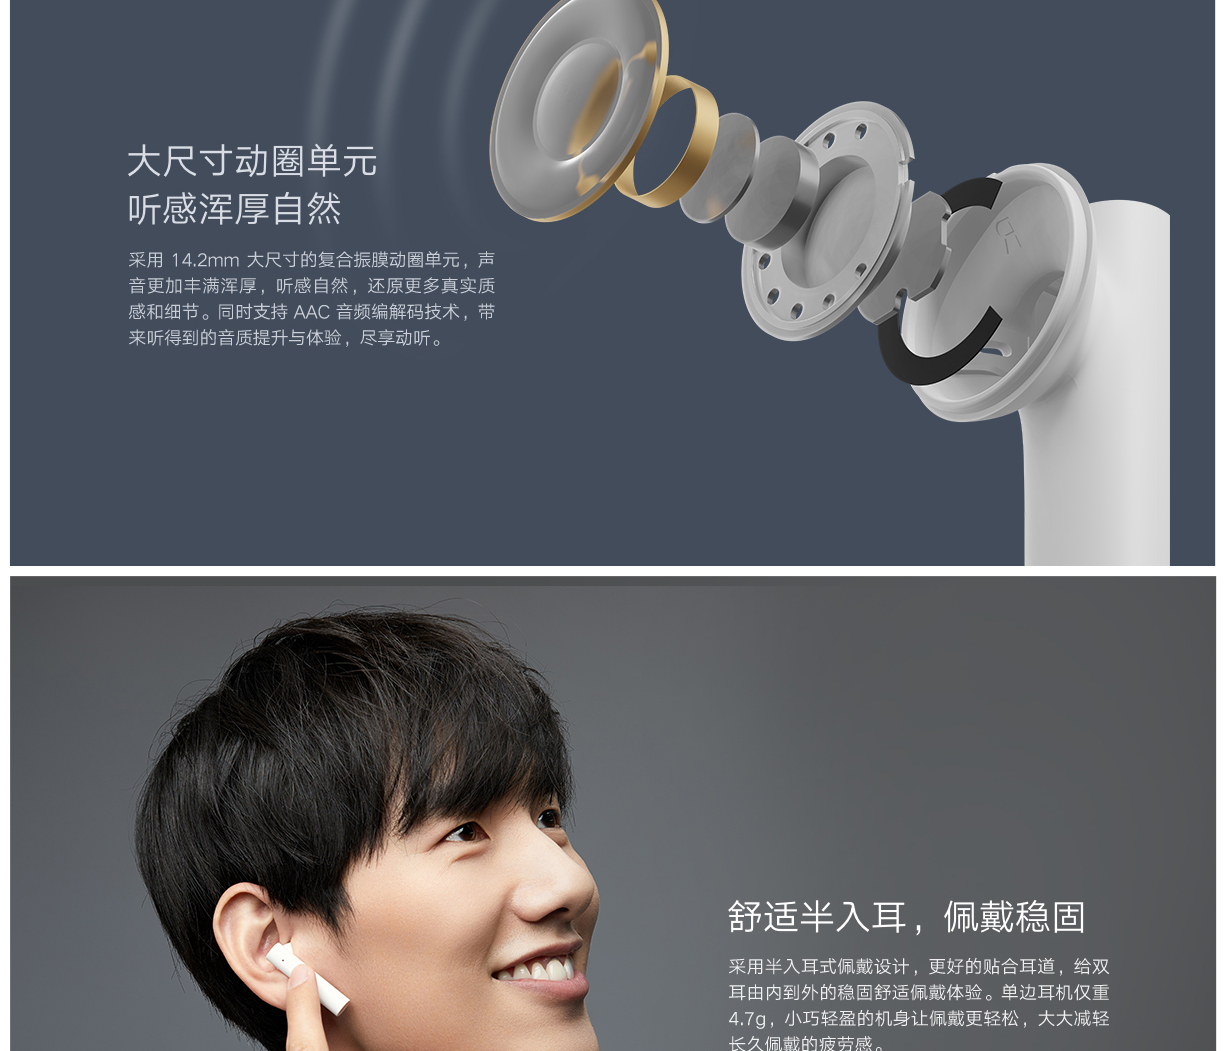 大尺寸动圈单元
听感浑厚自然
采用 14.2mm 大尺寸的复合振膜动圈单元，声
音更加丰满浑厚，听感自然，还原更多真实质
感和细节。同时支持 AAC 音频编解码技术，带
来听得到的音质提升与体验，尽享动听。
舒适半入耳，佩戴稳固
采用半入耳式佩戴设计，更好的贴合耳道，给双
耳由内到外的稳固舒适佩戴体验。单边耳机仅重
4.7g，小巧轻盈的机身让佩戴更轻松，大大减轻
长久佩戴的疲劳感。